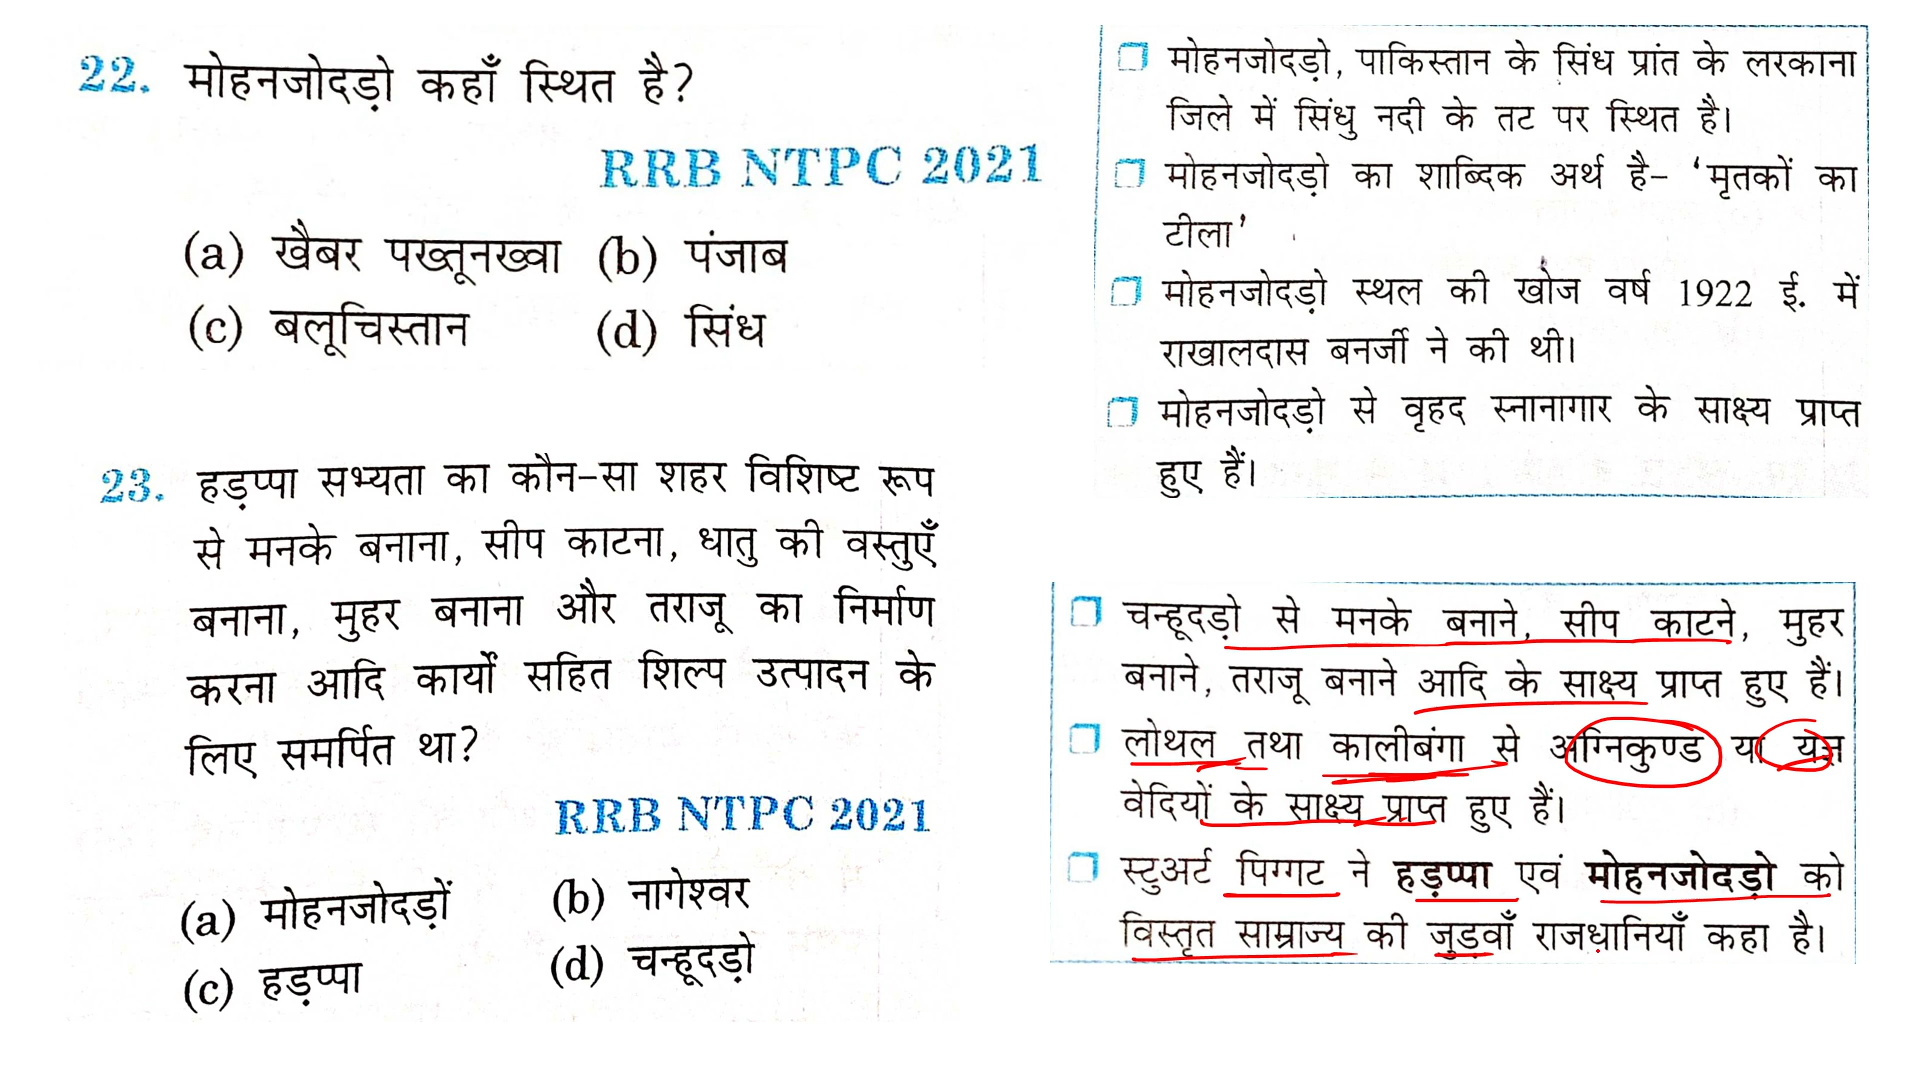 22. मोहनजोदड़ो कहाँ स्थित है?
RRB NTPC 2021
(a) खैबर पख्तूनख्वा (b) पंजाब
(c) बलूचिस्तान (d) सिंध
23. हड़प्पा सभ्यता का कौन-सा शहर विशिष्ट रूप
से मनके बनाना, सीप काटना, धातु की वस्तुएँ
बनाना, मुहर बनाना और तराजू का निर्माण
करना आदि कार्यों सहित शिल्प उत्पादन के
लिए समर्पित था?
RRB NTPC 2021
(a) मोहनजोदड़ों (b) नागेश्वर
(c) हड़प्पा (d) चन्हूदड़ो
मोहनजोदड़ो, पाकिस्तान के सिंध प्रांत के लरकाना
जिले में सिंधु नदी के तट पर स्थित है।
मोहनजोदड़ो का शाब्दिक अर्थ है- ‘मृतकों का
टीला’
मोहनजोदड़ो स्थल की खोज वर्ष 1922 ई. में
राखालदास बनर्जी ने की थी।
मोहनजोदड़ो से वृहद स्नानागार के साक्ष्य प्राप्त
हुए हैं।
चन्हूदड़ो से मनके बनाने, सीप काटने, मुहर
बनाने, तराजू बनाने आदि के साक्ष्य प्राप्त हुए हैं।
लोथल तथा कालीबंगा से अग्निकुण्ड या यज्ञ
वेदियों के साक्ष्य प्राप्त हुए हैं।
स्टुअर्ट पिग्गट ने हड़प्पा एवं मोहनजोदड़ो को
विस्तृत साम्राज्य की जुड़वाँ राजधानियाँ कहा है।